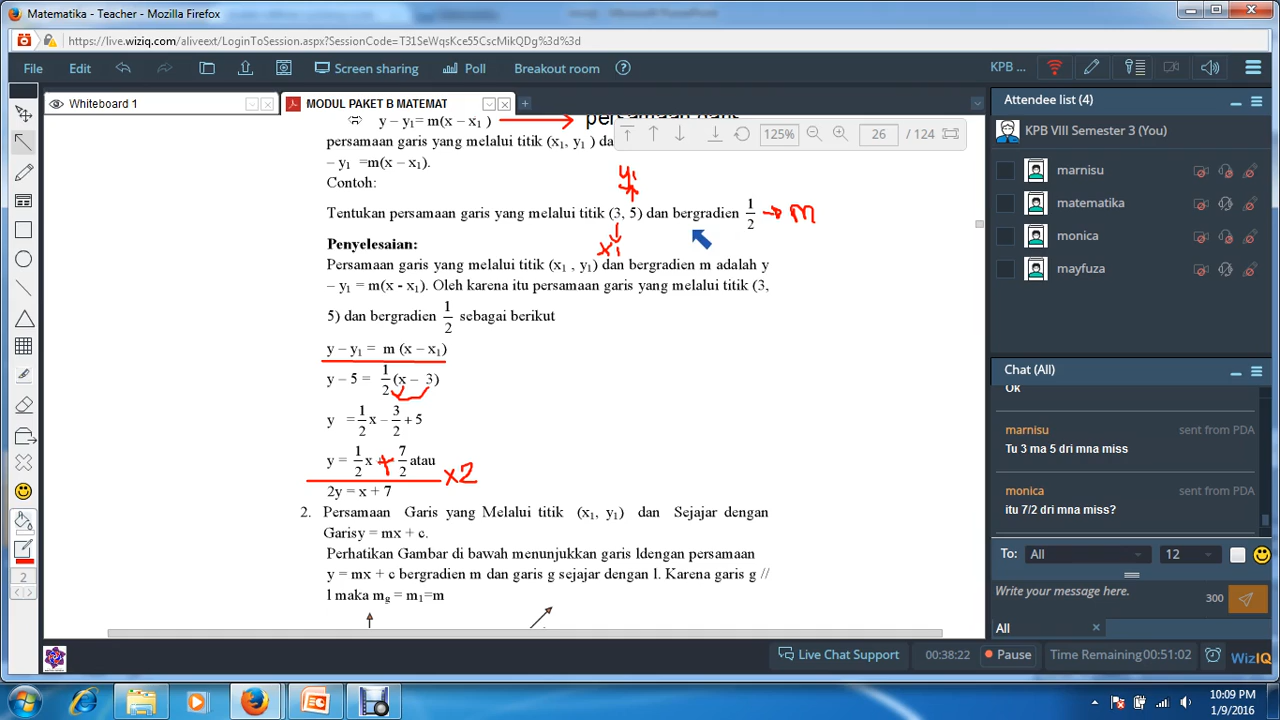 Matematika - Teacher - Mozilla Firefox
https://live.wiziq.com/aliveext/LoginToSession.aspx?SessionCode=T31SeWqsKce55CscMikQDg%3d%3d
File Edit Screen sharing Poll Breakout room KPB ...
Whiteboard 1 MODUL PAKET B MATEMAT
Attendee list (4)
KPB VIII Semester 3 (You)
marnisu
matematika
monica
mayfuza
125% 26 / 124
⇔ y – y1= m(x – x1 )
persamaan garis yang melalui titik (x1, y1 )
– y1 =m(x – x1).
Contoh:
y1
Tentukan persamaan garis yang melalui titik (3, 5) dan bergradien 1/2 → m
x1
Penyelesaian:
Persamaan garis yang melalui titik (x1 , y1) dan bergradien m adalah y
– y1 = m(x - x1). Oleh karena itu persamaan garis yang melalui titik (3,
5) dan bergradien 1/2 sebagai berikut
y – y1 = m (x – x1)
y – 5 = 1/2(x – 3)
y = 1/2x – 3/2 + 5
y = 1/2x + 7/2 atau
x2
2y = x + 7
2. Persamaan Garis yang Melalui titik (x1, y1) dan Sejajar dengan
Garisy = mx + c.
Perhatikan Gambar di bawah menunjukkan garis ldengan persamaan
y = mx + c bergradien m dan garis g sejajar dengan l. Karena garis g //
l maka mg = m1=m
Chat (All)
Ok
marnisu sent from PDA
Tu 3 ma 5 dri mna miss
monica sent from PDA
itu 7/2 dri mna miss?
To: All 12
Write your message here. 300
All
2
Live Chat Support 00:38:22 Pause Time Remaining 00:51:02 WizIQ
10:09 PM
1/9/2016